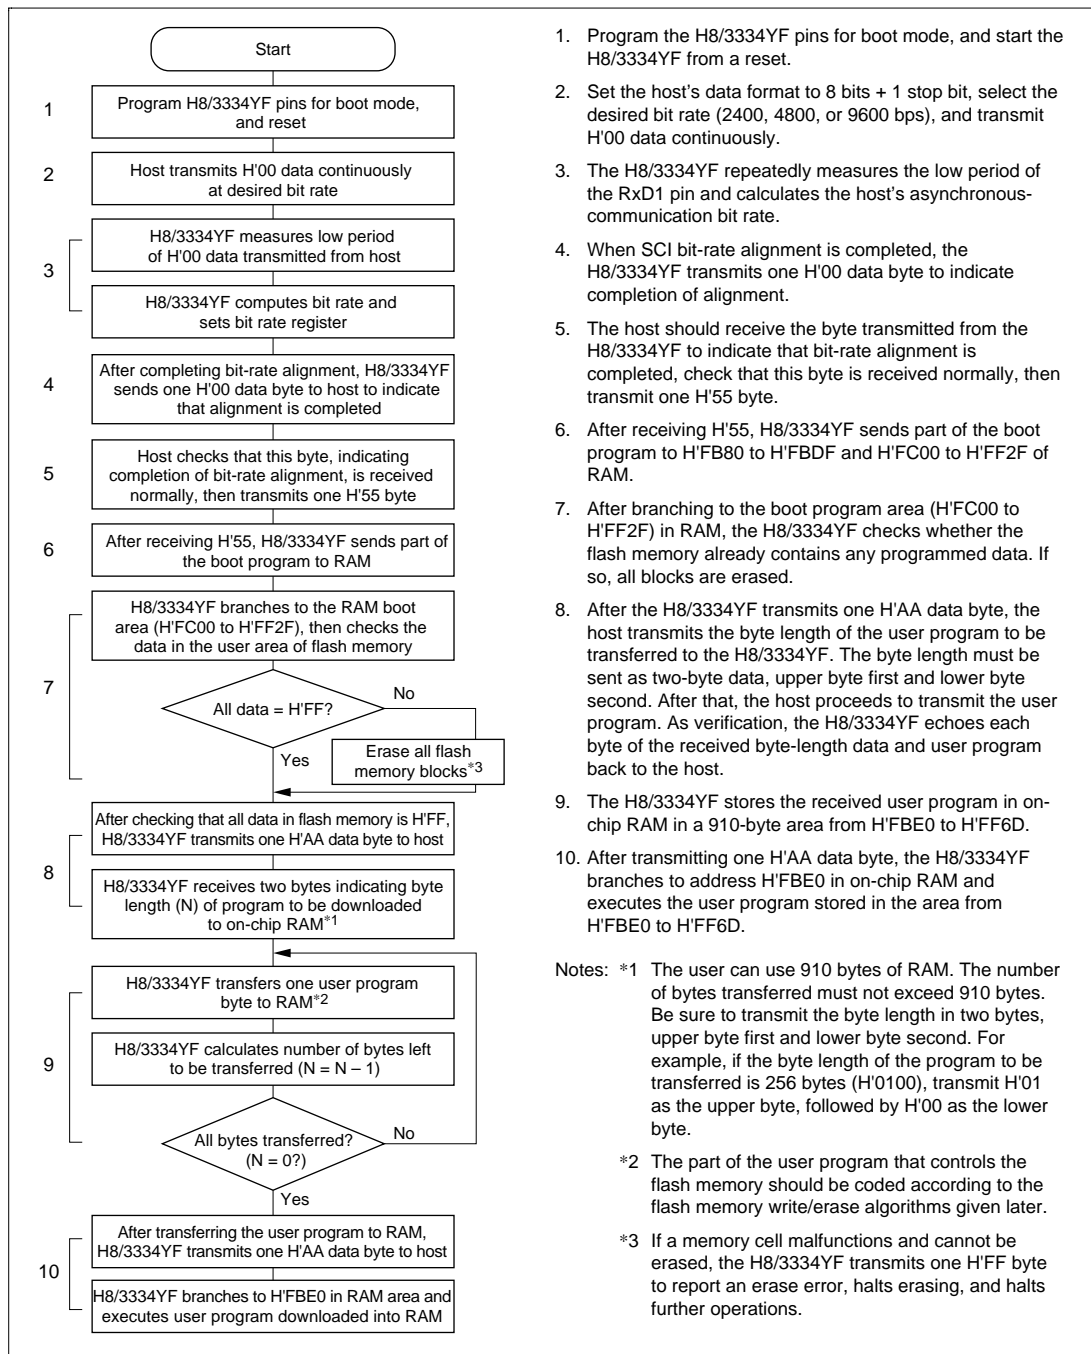 Start
1
Program H8/3334YF pins for boot mode,
and reset
2
Host transmits H'00 data continuously
at desired bit rate
3
H8/3334YF measures low period
of H'00 data transmitted from host
H8/3334YF computes bit rate and
sets bit rate register
4
After completing bit-rate alignment, H8/3334YF
sends one H'00 data byte to host to indicate
that alignment is completed
5
Host checks that this byte, indicating
completion of bit-rate alignment, is received
normally, then transmits one H'55 byte
6
After receiving H'55, H8/3334YF sends part of
the boot program to RAM
7
H8/3334YF branches to the RAM boot
area (H'FC00 to H'FF2F), then checks the
data in the user area of flash memory
All data = H'FF?
No
Yes
Erase all flash
memory blocks*3
8
After checking that all data in flash memory is H'FF,
H8/3334YF transmits one H'AA data byte to host
H8/3334YF receives two bytes indicating byte
length (N) of program to be downloaded
to on-chip RAM*1
9
H8/3334YF transfers one user program
byte to RAM*2
H8/3334YF calculates number of bytes left
to be transferred (N = N – 1)
All bytes transferred?
(N = 0?)
No
Yes
10
After transferring the user program to RAM,
H8/3334YF transmits one H'AA data byte to host
H8/3334YF branches to H'FBE0 in RAM area and
executes user program downloaded into RAM
1. Program the H8/3334YF pins for boot mode, and start the
H8/3334YF from a reset.
2. Set the host's data format to 8 bits + 1 stop bit, select the
desired bit rate (2400, 4800, or 9600 bps), and transmit
H'00 data continuously.
3. The H8/3334YF repeatedly measures the low period of
the RxD1 pin and calculates the host's asynchronous-
communication bit rate.
4. When SCI bit-rate alignment is completed, the
H8/3334YF transmits one H'00 data byte to indicate
completion of alignment.
5. The host should receive the byte transmitted from the
H8/3334YF to indicate that bit-rate alignment is
completed, check that this byte is received normally, then
transmit one H'55 byte.
6. After receiving H'55, H8/3334YF sends part of the boot
program to H'FB80 to H'FBDF and H'FC00 to H'FF2F of
RAM.
7. After branching to the boot program area (H'FC00 to
H'FF2F) in RAM, the H8/3334YF checks whether the
flash memory already contains any programmed data. If
so, all blocks are erased.
8. After the H8/3334YF transmits one H'AA data byte, the
host transmits the byte length of the user program to be
transferred to the H8/3334YF. The byte length must be
sent as two-byte data, upper byte first and lower byte
second. After that, the host proceeds to transmit the user
program. As verification, the H8/3334YF echoes each
byte of the received byte-length data and user program
back to the host.
9. The H8/3334YF stores the received user program in on-
chip RAM in a 910-byte area from H'FBE0 to H'FF6D.
10. After transmitting one H'AA data byte, the H8/3334YF
branches to address H'FBE0 in on-chip RAM and
executes the user program stored in the area from
H'FBE0 to H'FF6D.
Notes: *1 The user can use 910 bytes of RAM. The number
of bytes transferred must not exceed 910 bytes.
Be sure to transmit the byte length in two bytes,
upper byte first and lower byte second. For
example, if the byte length of the program to be
transferred is 256 bytes (H'0100), transmit H'01
as the upper byte, followed by H'00 as the lower
byte.
*2 The part of the user program that controls the
flash memory should be coded according to the
flash memory write/erase algorithms given later.
*3 If a memory cell malfunctions and cannot be
erased, the H8/3334YF transmits one H'FF byte
to report an erase error, halts erasing, and halts
further operations.